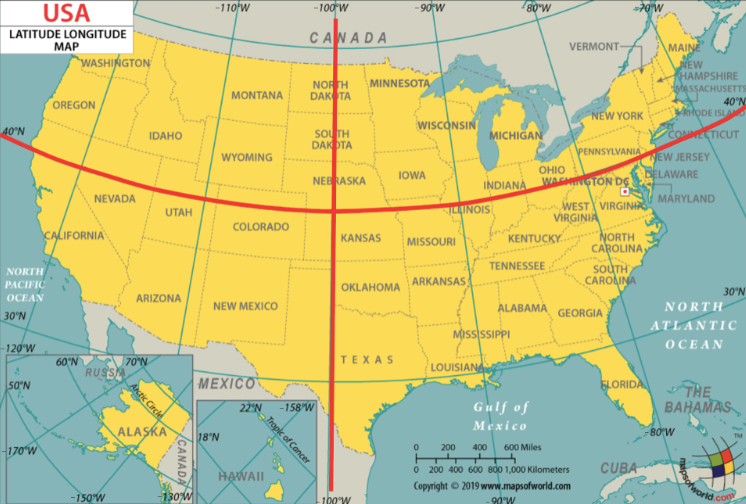 USA
LATITUDE LONGITUDE
MAP
-110°W
-100°W
-90°W
-80°W
-70°W
CANADA
WASHINGTON
VERMONT
MAINE
NORTH
DAKOTA
MINNESOTA
NEW
HAMPSHIRE
MONTANA
MASSACHUSETTS
OREGON
40°N
RHODE ISLAND
NEW YORK
WISCONSIN
MICHIGAN
CONNECTICUT
40°N
IDAHO
SOUTH
DAKOTA
WYOMING
PENNSYLVANIA
NEW JERSEY
OHIO
IOWA
NEBRASKA
WASHINGTON DC
DELAWARE
INDIANA
NEVADA
UTAH
ILLINOIS
MARYLAND
WEST
VIRGINIA
VIRGINIA
COLORADO
CALIFORNIA
KANSAS
MISSOURI
KENTUCKY
NORTH
CAROLINA
TENNESSEE
NORTH
PACIFIC
OCEAN
SOUTH
CAROLINA
OKLAHOMA
ARKANSAS
30°N
ARIZONA
NEW MEXICO
ALABAMA
GEORGIA
NORTH
ATLANTIC
OCEAN
30°N
MISSISSIPPI
-120°W
TEXAS
LOUISIANA
60°N
70°N
RUSSIA
MEXICO
FLORIDA
50°N
Arctic Circle
THE
BAHAMAS
22°N
-158°W
Gulf of
Mexico
ALASKA
Tropic of Cancer
-80°W
18°N
CANADA
-170°W
0 200 400 600 Miles
0 200 400 600 800 1,000 Kilometers
HAWAII
CUBA
mapsofworld.com
TM
Copyright © 2019 www.mapsofworld.com
-150°W
-130°W
-100°W
-90°W